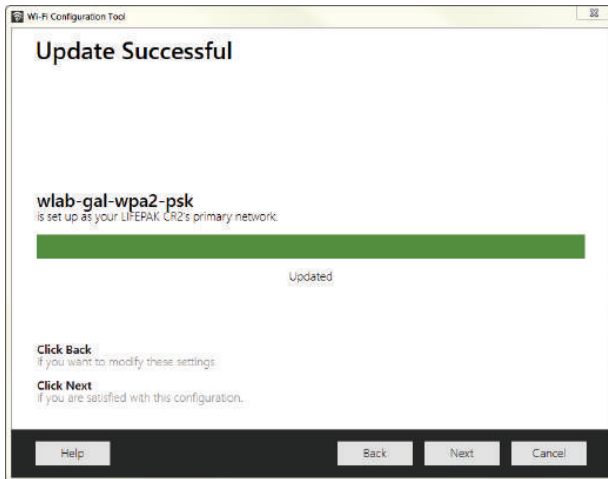 Wi-Fi Configuration Tool
Update Successful
wlab-gal-wpa2-psk
is set up as your LIFEPAK CR2's primary network.
Updated
Click Back
If you want to modify these settings
Click Next
if you are satisfied with this configuration.
Help
Back
Next
Cancel